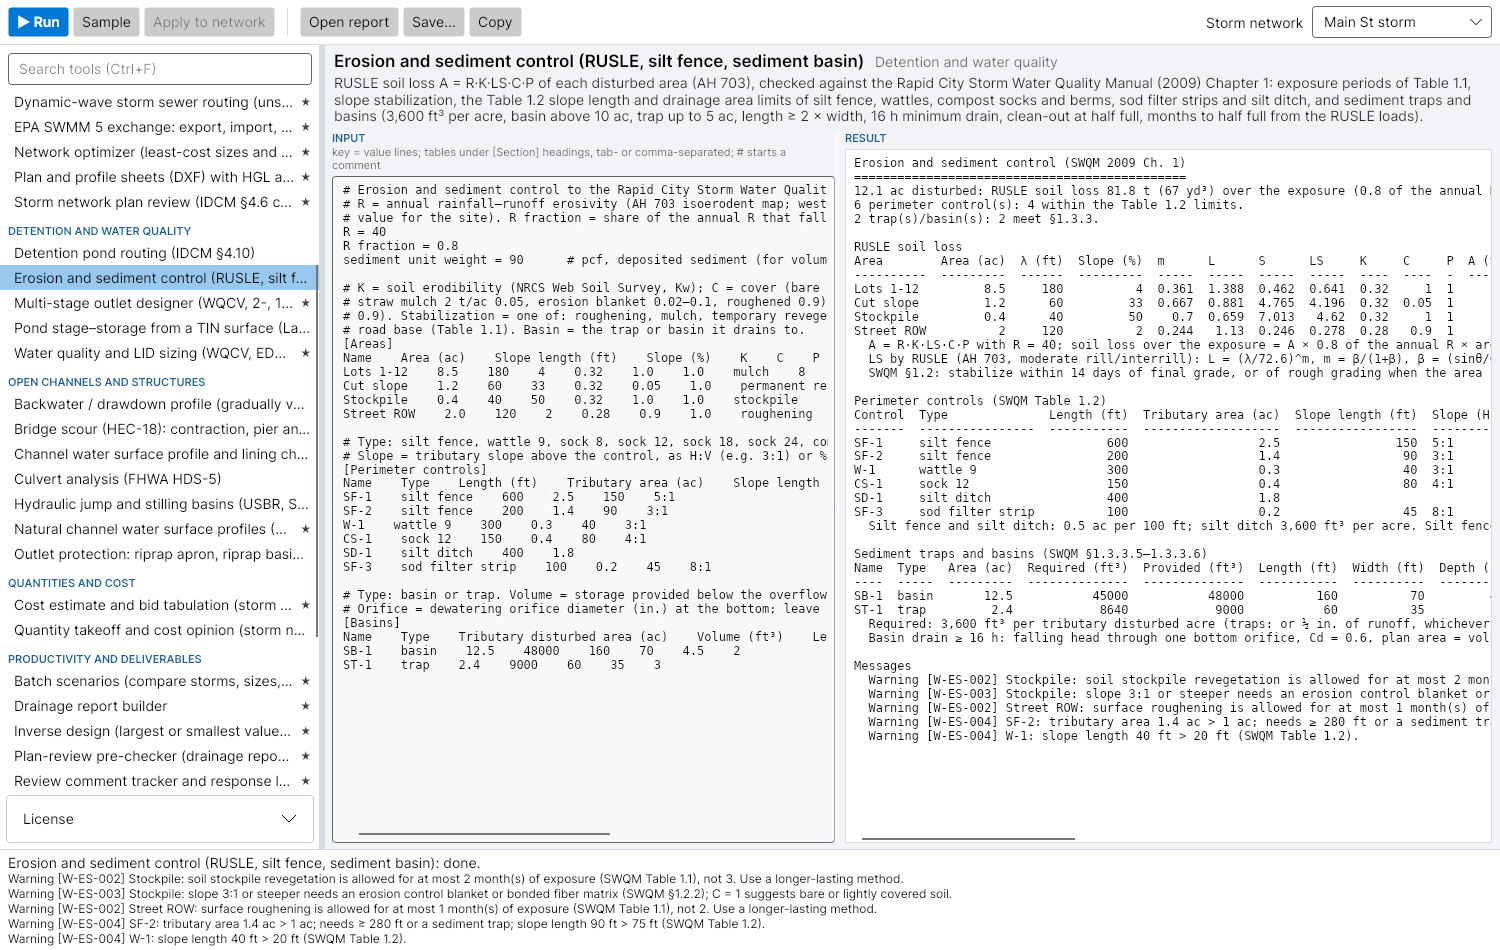 Run
Sample
Apply to network
Open report
Save...
Copy
Storm network
Main St storm
Search tools (Ctrl+F)
Dynamic-wave storm sewer routing (uns... ★
EPA SWMM 5 exchange: export, import, ... ★
Network optimizer (least-cost sizes and ... ★
Plan and profile sheets (DXF) with HGL a... ★
Storm network plan review (IDCM §4.6 c... ★
DETENTION AND WATER QUALITY
Detention pond routing (IDCM §4.10)
Erosion and sediment control (RUSLE, silt f...
Multi-stage outlet designer (WQCV, 2-, 1... ★
Pond stage–storage from a TIN surface (La...
Water quality and LID sizing (WQCV, ED... ★
OPEN CHANNELS AND STRUCTURES
Backwater / drawdown profile (gradually v...
Bridge scour (HEC-18): contraction, pier an...
Channel water surface profile and lining ch...
Culvert analysis (FHWA HDS-5)
Hydraulic jump and stilling basins (USBR, S...
Natural channel water surface profiles (... ★
Outlet protection: riprap apron, riprap basi...
QUANTITIES AND COST
Cost estimate and bid tabulation (storm ... ★
Quantity takeoff and cost opinion (storm n...
PRODUCTIVITY AND DELIVERABLES
Batch scenarios (compare storms, sizes,... ★
Drainage report builder
Inverse design (largest or smallest value...
Plan-review pre-checker (drainage repo... ★
Review comment tracker and response l... ★
License
Erosion and sediment control (RUSLE, silt fence, sediment basin) Detention and water quality
RUSLE soil loss A = R·K·LS·C·P of each disturbed area (AH 703), checked against the Rapid City Storm Water Quality Manual (2009) Chapter 1: exposure periods of Table 1.1,
slope stabilization, the Table 1.2 slope length and drainage area limits of silt fence, wattles, compost socks and berms, sod filter strips and silt ditch, and sediment traps and
basins (3,600 ft³ per acre, basin above 10 ac, trap up to 5 ac, length ≥ 2 × width, 16 h minimum drain, clean-out at half full, months to half full from the RUSLE loads).
INPUT
key = value lines; tables under [Section] headings, tab- or comma-separated; # starts a
comment
# Erosion and sediment control to the Rapid City Storm Water Qualit
# R = annual rainfall–runoff erosivity (AH 703 isoerodent map; west
# value for the site). R fraction = share of the annual R that fall
R = 40
R fraction = 0.8
sediment unit weight = 90 # pcf, deposited sediment (for volum
# K = soil erodibility (NRCS Web Soil Survey, Kw); C = cover (bare
# straw mulch 2 t/ac 0.05, erosion blanket 0.02–0.1, roughened 0.9)
# 0.9). Stabilization = one of: roughening, mulch, temporary revege
# road base (Table 1.1). Basin = the trap or basin it drains to.
[Areas]
Name Area (ac) Slope length (ft) Slope (%) K C P
Lots 1-12 8.5 180 4 0.32 1.0 1.0 mulch 8
Cut slope 1.2 60 33 0.32 0.05 1.0 permanent re
Stockpile 0.4 40 50 0.32 1.0 1.0 stockpile
Street ROW 2.0 120 2 0.28 0.9 1.0 roughening
# Type: silt fence, wattle 9, sock 8, sock 12, sock 18, sock 24, co
# Slope = tributary slope above the control, as H:V (e.g. 3:1) or %
[Perimeter controls]
Name Type Length (ft) Tributary area (ac) Slope length
SF-1 silt fence 600 2.5 150 5:1
SF-2 silt fence 200 1.4 90 3:1
W-1 wattle 9 300 0.3 40 3:1
CS-1 sock 12 150 0.4 80 4:1
SD-1 silt ditch 400 1.8
SF-3 sod filter strip 100 0.2 45 8:1
# Type: basin or trap. Volume = storage provided below the overflow
# Orifice = dewatering orifice diameter (in.) at the bottom; leave
[Basins]
Name Type Tributary disturbed area (ac) Volume (ft³) Le
SB-1 basin 12.5 48000 160 70 4.5 2
ST-1 trap 2.4 9000 60 35 3
RESULT
Erosion and sediment control (SWQM 2009 Ch. 1)
==============================================
12.1 ac disturbed: RUSLE soil loss 81.8 t (67 yd³) over the exposure (0.8 of the annual
6 perimeter control(s): 4 within the Table 1.2 limits.
2 trap(s)/basin(s): 2 meet §1.3.3.
RUSLE soil loss
Area Area (ac) λ (ft) Slope (%) m L S LS K C P A (
Lots 1-12 8.5 180 4 0.361 1.388 0.462 0.641 0.32 1 1
Cut slope 1.2 60 33 0.667 0.881 4.765 4.196 0.32 0.05 1
Stockpile 0.4 40 50 0.7 0.659 7.013 4.62 0.32 1 1
Street ROW 2 120 2 0.244 1.13 0.246 0.278 0.28 0.9 1
A = R·K·LS·C·P with R = 40; soil loss over the exposure = A × 0.8 of the annual R × ar
LS by RUSLE (AH 703, moderate rill/interrill): L = (λ/72.6)^m, m = β/(1+β), β = (sinθ/
SWQM §1.2: stabilize within 14 days of final grade, or of rough grading when the area
Perimeter controls (SWQM Table 1.2)
Control Type Length (ft) Tributary area (ac) Slope length (ft) Slope (H
SF-1 silt fence 600 2.5 150 5:1
SF-2 silt fence 200 1.4 90 3:1
W-1 wattle 9 300 0.3 40 3:1
CS-1 sock 12 150 0.4 80 4:1
SD-1 silt ditch 400 1.8
SF-3 sod filter strip 100 0.2 45 8:1
Silt fence and silt ditch: 0.5 ac per 100 ft; silt ditch 3,600 ft³ per acre. Silt fenc
Sediment traps and basins (SWQM §1.3.3.5–1.3.3.6)
Name Type Area (ac) Required (ft³) Provided (ft³) Length (ft) Width (ft) Depth (
SB-1 basin 12.5 45000 48000 160 70
ST-1 trap 2.4 8640 9000 60 35
Required: 3,600 ft³ per tributary disturbed acre (traps: or ½ in. of runoff, whichever
Basin drain ≥ 16 h: falling head through one bottom orifice, Cd = 0.6, plan area = vol
Messages
Warning [W-ES-002] Stockpile: soil stockpile revegetation is allowed for at most 2 mon
Warning [W-ES-003] Stockpile: slope 3:1 or steeper needs an erosion control blanket or
Warning [W-ES-002] Street ROW: surface roughening is allowed for at most 1 month(s) of
Warning [W-ES-004] SF-2: tributary area 1.4 ac > 1 ac; needs ≥ 280 ft or a sediment tr
Warning [W-ES-004] W-1: slope length 40 ft > 20 ft (SWQM Table 1.2).
Erosion and sediment control (RUSLE, silt fence, sediment basin): done.
Warning [W-ES-002] Stockpile: soil stockpile revegetation is allowed for at most 2 month(s) of exposure (SWQM Table 1.1), not 3. Use a longer-lasting method.
Warning [W-ES-003] Stockpile: slope 3:1 or steeper needs an erosion control blanket or bonded fiber matrix (SWQM §1.2.2); C = 1 suggests bare or lightly covered soil.
Warning [W-ES-002] Street ROW: surface roughening is allowed for at most 1 month(s) of exposure (SWQM Table 1.1), not 2. Use a longer-lasting method.
Warning [W-ES-004] SF-2: tributary area 1.4 ac > 1 ac; needs ≥ 280 ft or a sediment trap; slope length 90 ft > 75 ft (SWQM Table 1.2).
Warning [W-ES-004] W-1: slope length 40 ft > 20 ft (SWQM Table 1.2).